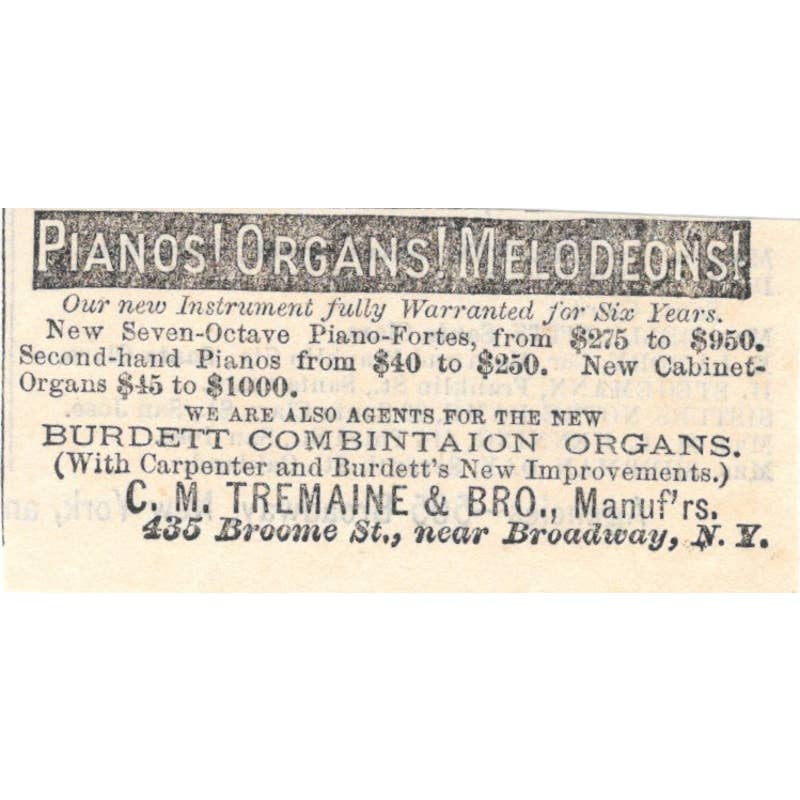 PIANOS! ORGANS! MELODEONS!
Our new Instrument fully Warranted for Six Years.
New Seven-Octave Piano-Fortes, from $275 to $950.
Second-hand Pianos from $40 to $250. New Cabinet-
Organs $45 to $1000.
WE ARE ALSO AGENTS FOR THE NEW
BURDETT COMBINTAION ORGANS.
(With Carpenter and Burdett's New Improvements.)
C. M. TREMAINE & BRO., Manuf'rs.
435 Broome St., near Broadway, N. Y.